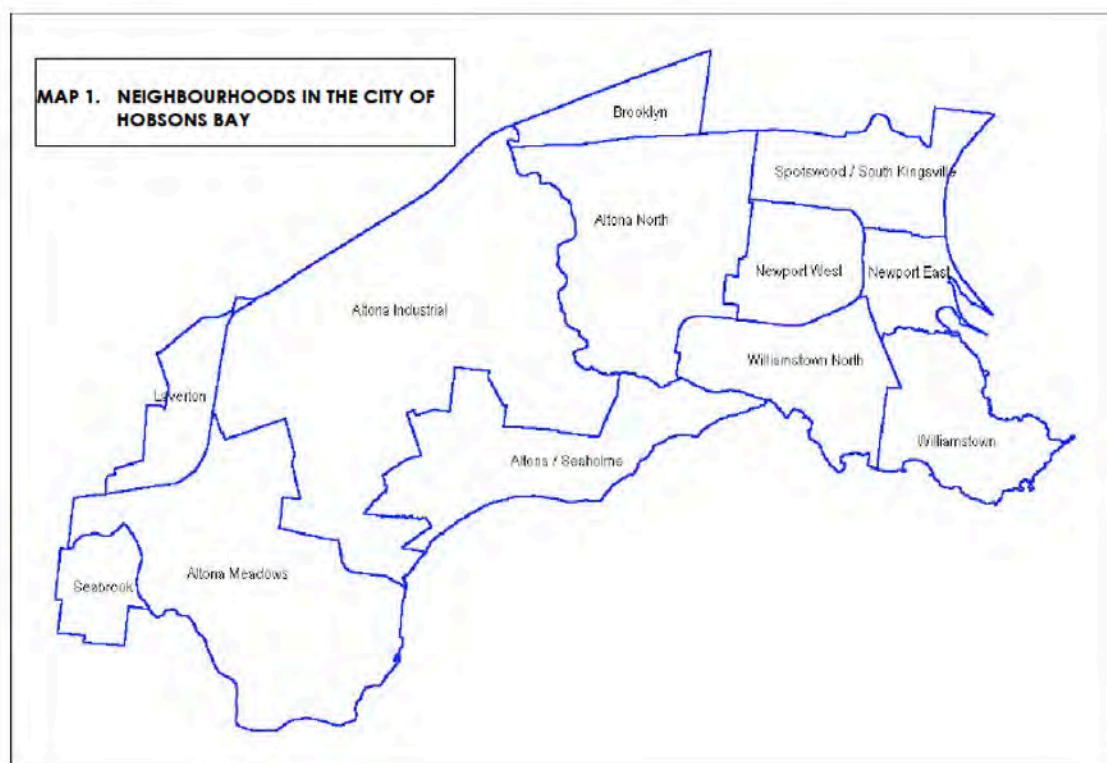 MAP 1. NEIGHBOURHOODS IN THE CITY OF
HOBSONS BAY
Brooklyn
Spotswood / South Kingsville
Altona North
Newport West
Newport East
Altona Industrial
Williamstown North
Laverton
Williamstown
Altona / Seaholme
Altona Meadows
Seabrook